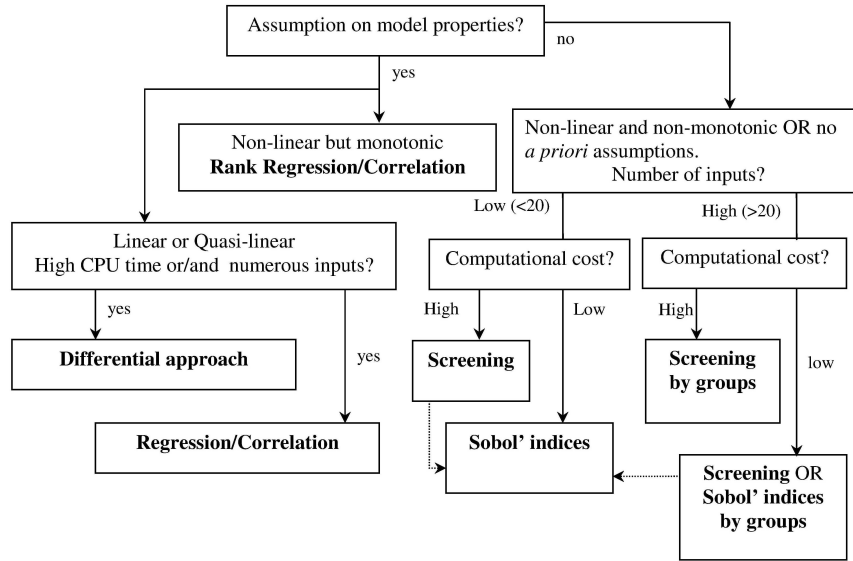 Assumption on model properties?
no
yes
Non-linear but monotonic
Rank Regression/Correlation
Non-linear and non-monotonic OR no
a priori assumptions.
Number of inputs?
Low (<20)
High (>20)
Linear or Quasi-linear
High CPU time or/and numerous inputs?
Computational cost?
Computational cost?
yes
yes
High
Low
High
low
Differential approach
Screening
Screening
by groups
Regression/Correlation
Sobol’ indices
Screening OR
Sobol’ indices
by groups